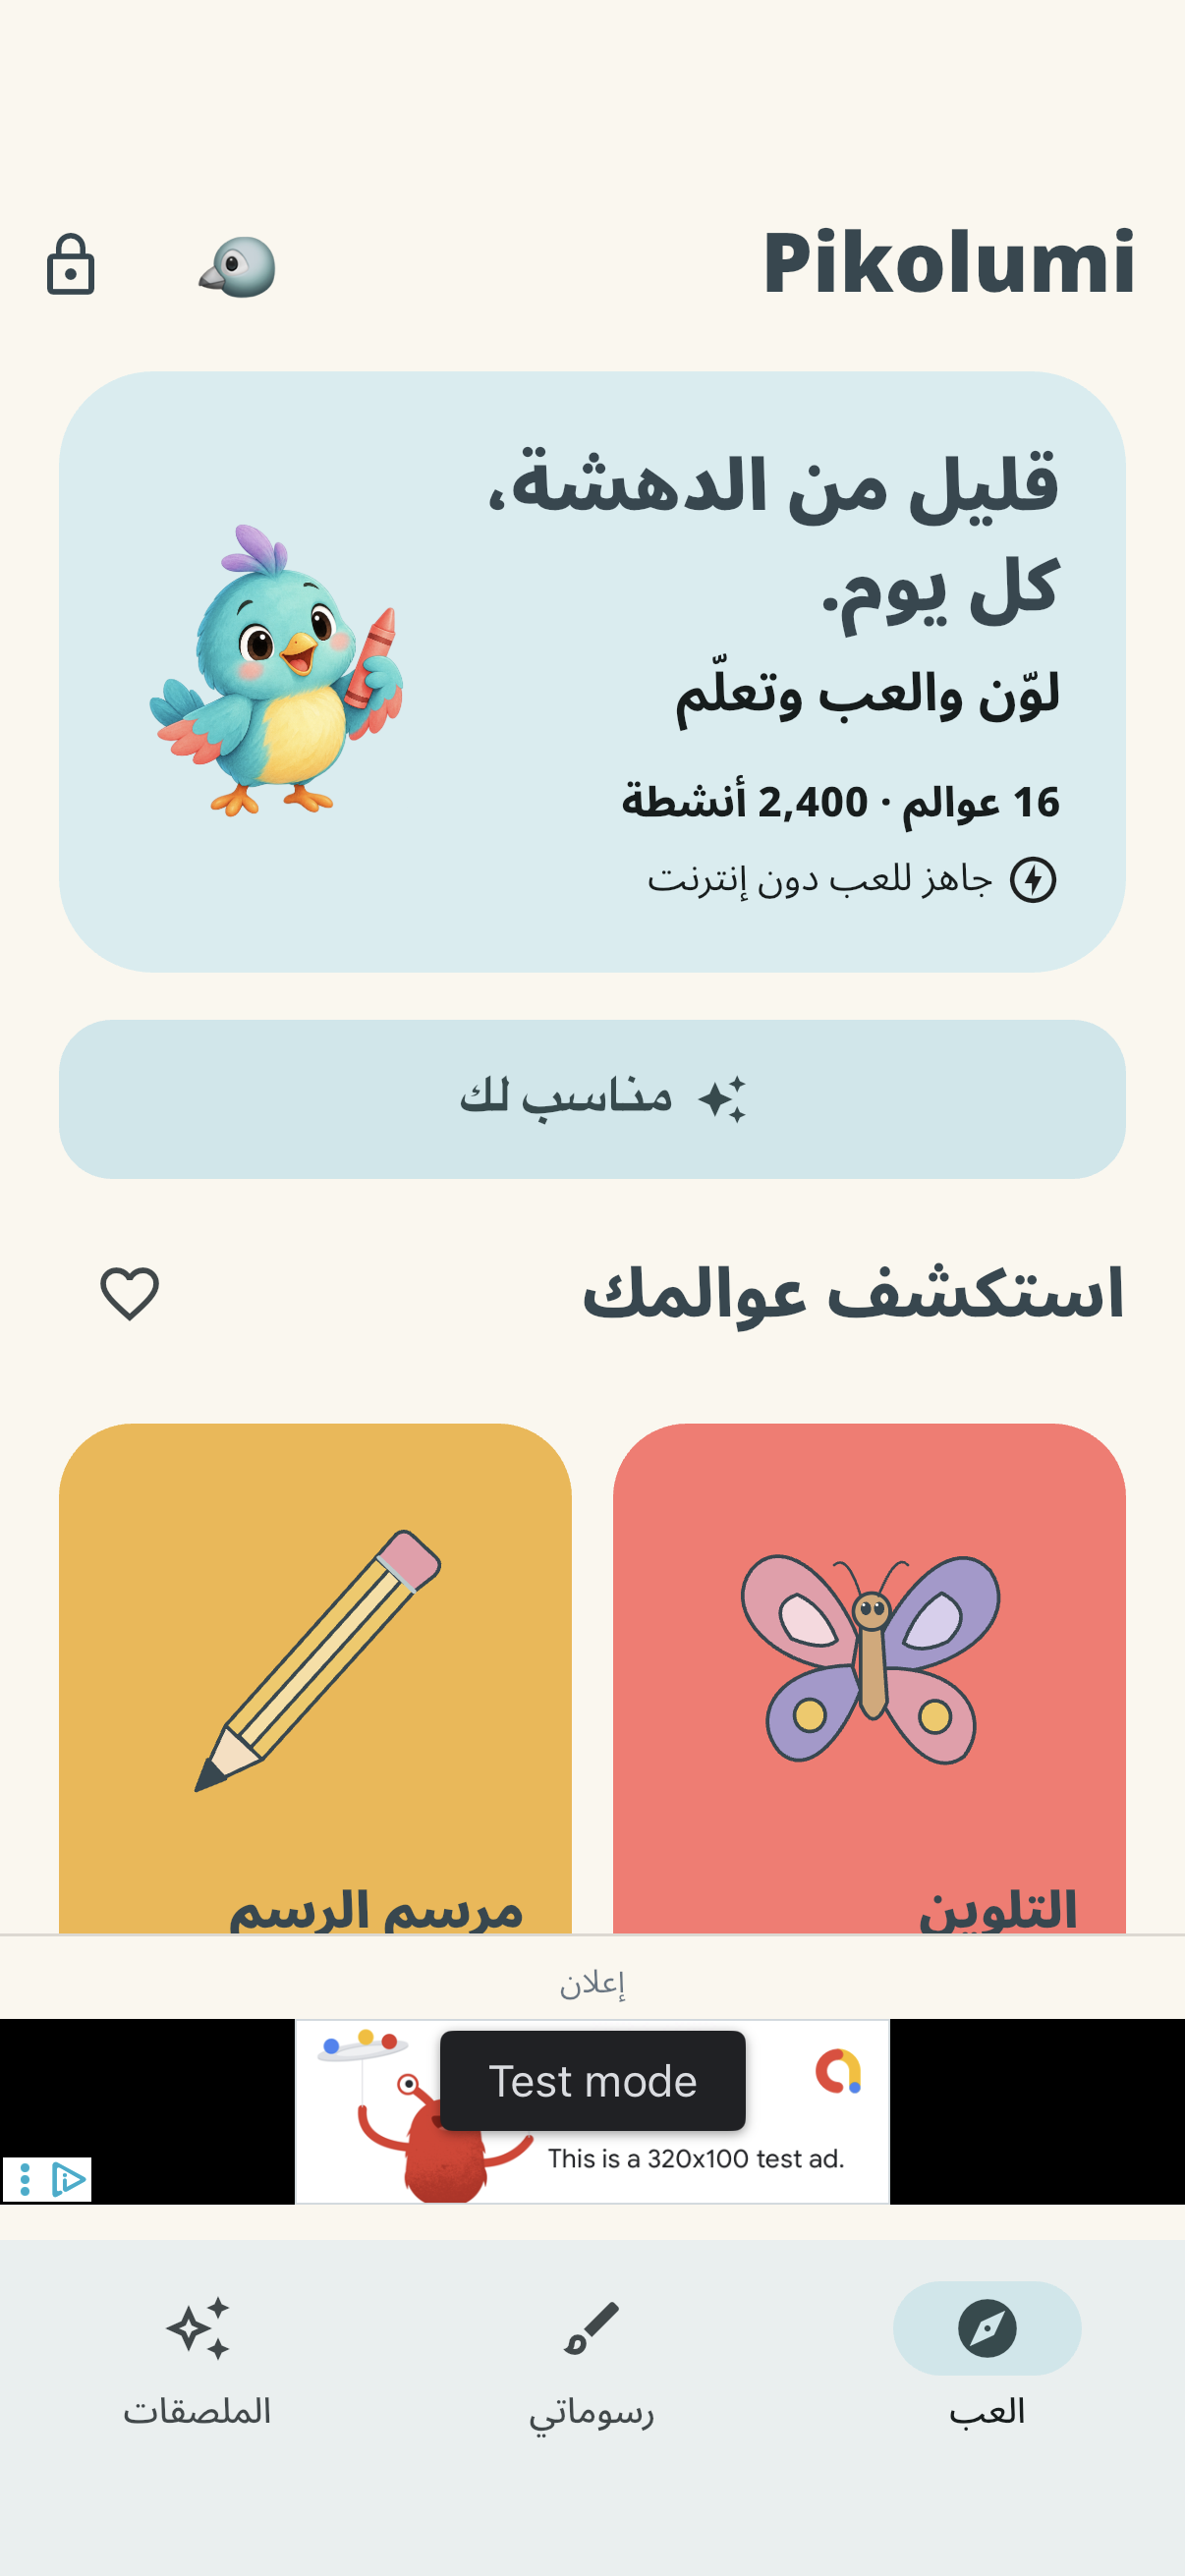 Pikolumi
قليل من الدهشة،
كل يوم.
لوّن والعب وتعلّم
16 عوالم · 2,400 أنشطة
جاهز للعب دون إنترنت
مناسب لك
استكشف عوالمك
التلوين
مرسم الرسم
إعلان
Test mode
This is a 320x100 test ad.
العب
رسوماتي
الملصقات